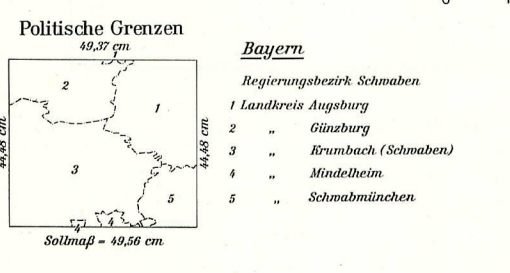 Politische Grenzen
49,37 cm
44,48 cm
44,48 cm
2
1
3
5
4
4
Sollmaß = 49,56 cm
Bayern
Regierungsbezirk Schwaben
1 Landkreis Augsburg
2 „ Günzburg
3 „ Krumbach (Schwaben)
4 „ Mindelheim
5 „ Schwabmünchen